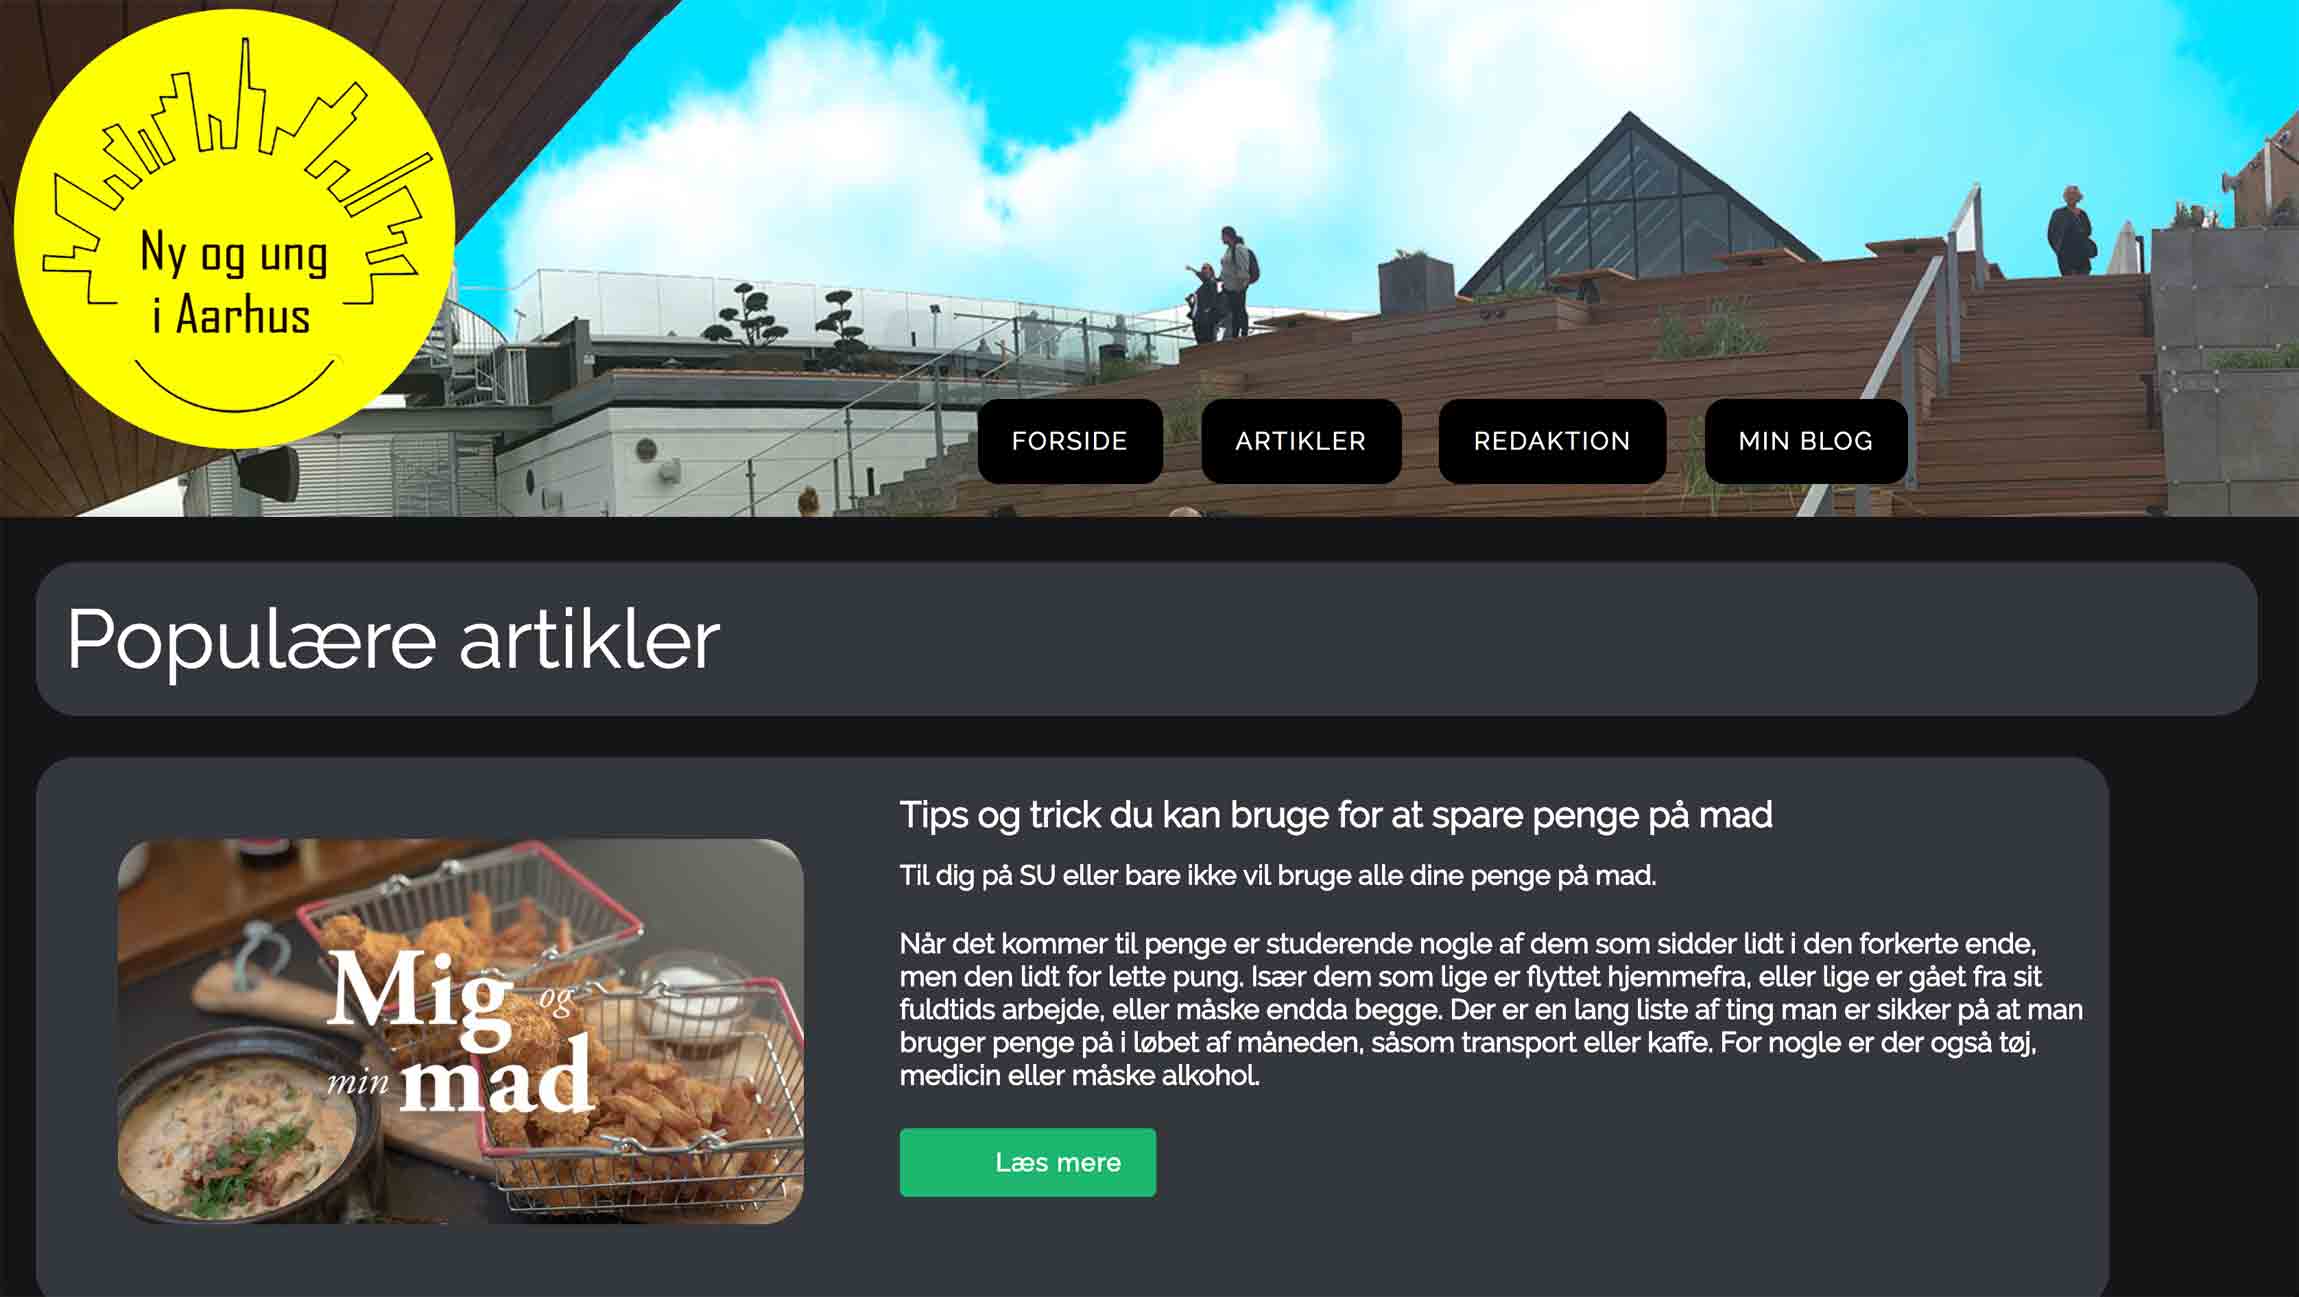 Ny og ung
i Aarhus
FORSIDE
ARTIKLER
REDAKTION
MIN BLOG
Populære artikler
Mig og
min mad
Tips og trick du kan bruge for at spare penge på mad
Til dig på SU eller bare ikke vil bruge alle dine penge på mad.
Når det kommer til penge er studerende nogle af dem som sidder lidt i den forkerte ende,
men den lidt for lette pung. Især dem som lige er flyttet hjemmefra, eller lige er gået fra sit
fuldtids arbejde, eller måske endda begge. Der er en lang liste af ting man er sikker på at man
bruger penge på i løbet af måneden, såsom transport eller kaffe. For nogle er der også tøj,
medicin eller måske alkohol.
Læs mere